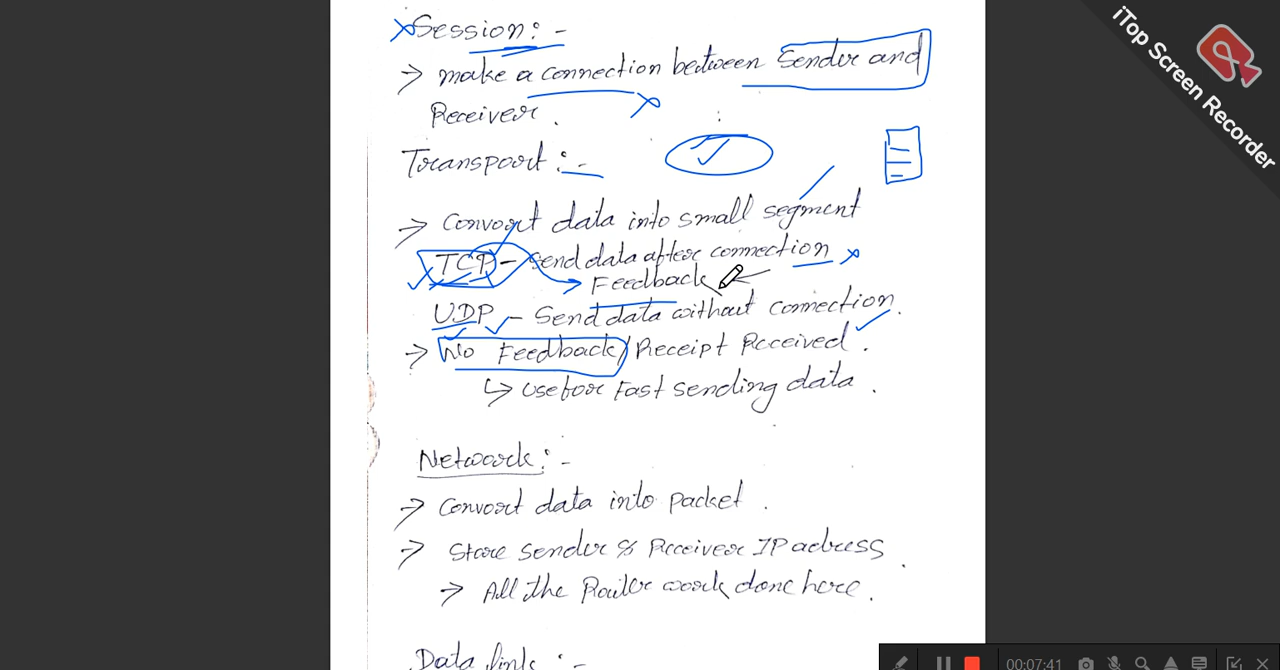 Session: -
→ make a connection between Sender and
Receiver.
Transport: -
→ Convert data into small segment
TCP - Send data after connection
→ Feedback
UDP - Send data without connection.
→ No Feedback/Receipt Received.
↳ Use for Fast sending data.
Network: -
→ Convert data into packet.
→ Store sender & Receiver IP adress.
→ All the Router work done here.
Data link: -
iTop Screen Recorder
00:07:41